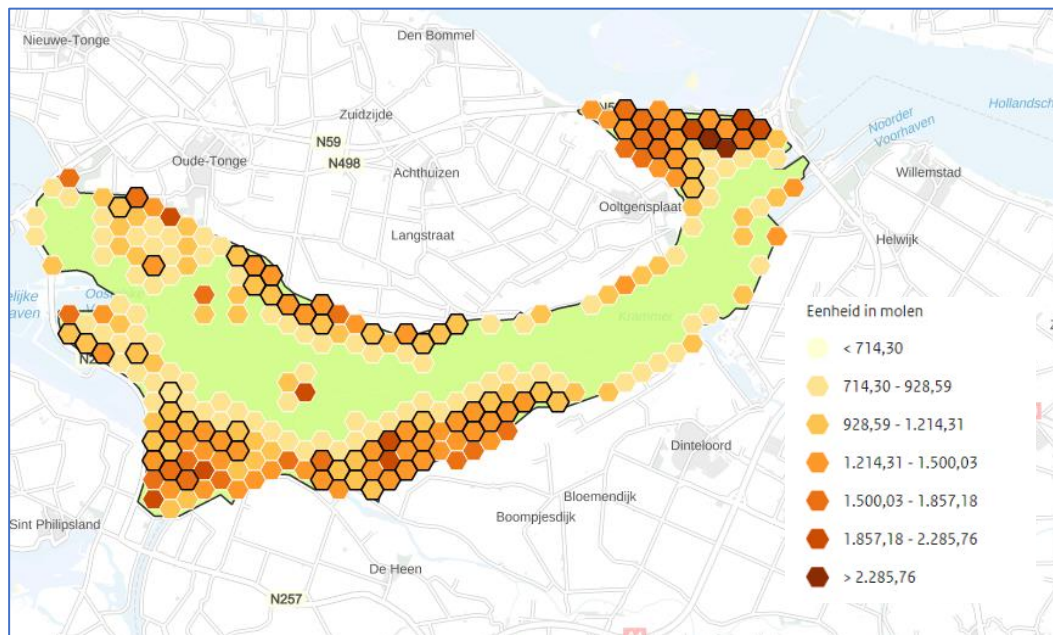 Nieuwe-Tonge
Den Bommel
Zuidzijde
N59
N498
Oude-Tonge
Achthuizen
Langstraat
Ooltgensplaat
Hollandsch
Noorder
Voorhaven
Willemstad
Helwijk
Krammer
Eenheid in molen
< 714,30
714,30 - 928,59
928,59 - 1.214,31
1.214,31 - 1.500,03
1.500,03 - 1.857,18
1.857,18 - 2.285,76
> 2.285,76
Dinteloord
Bloemendijk
Boompjesdijk
Sint Philipsland
De Heen
N257